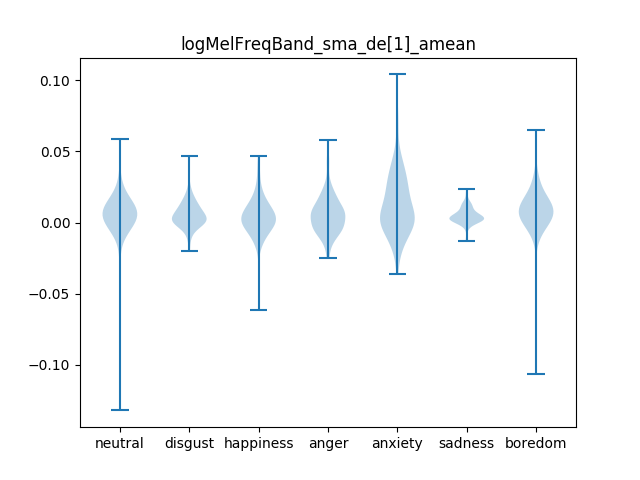 logMelFreqBand_sma_de[1]_amean
0.10
0.05
0.00
−0.05
−0.10
neutral disgust happiness anger anxiety sadness boredom